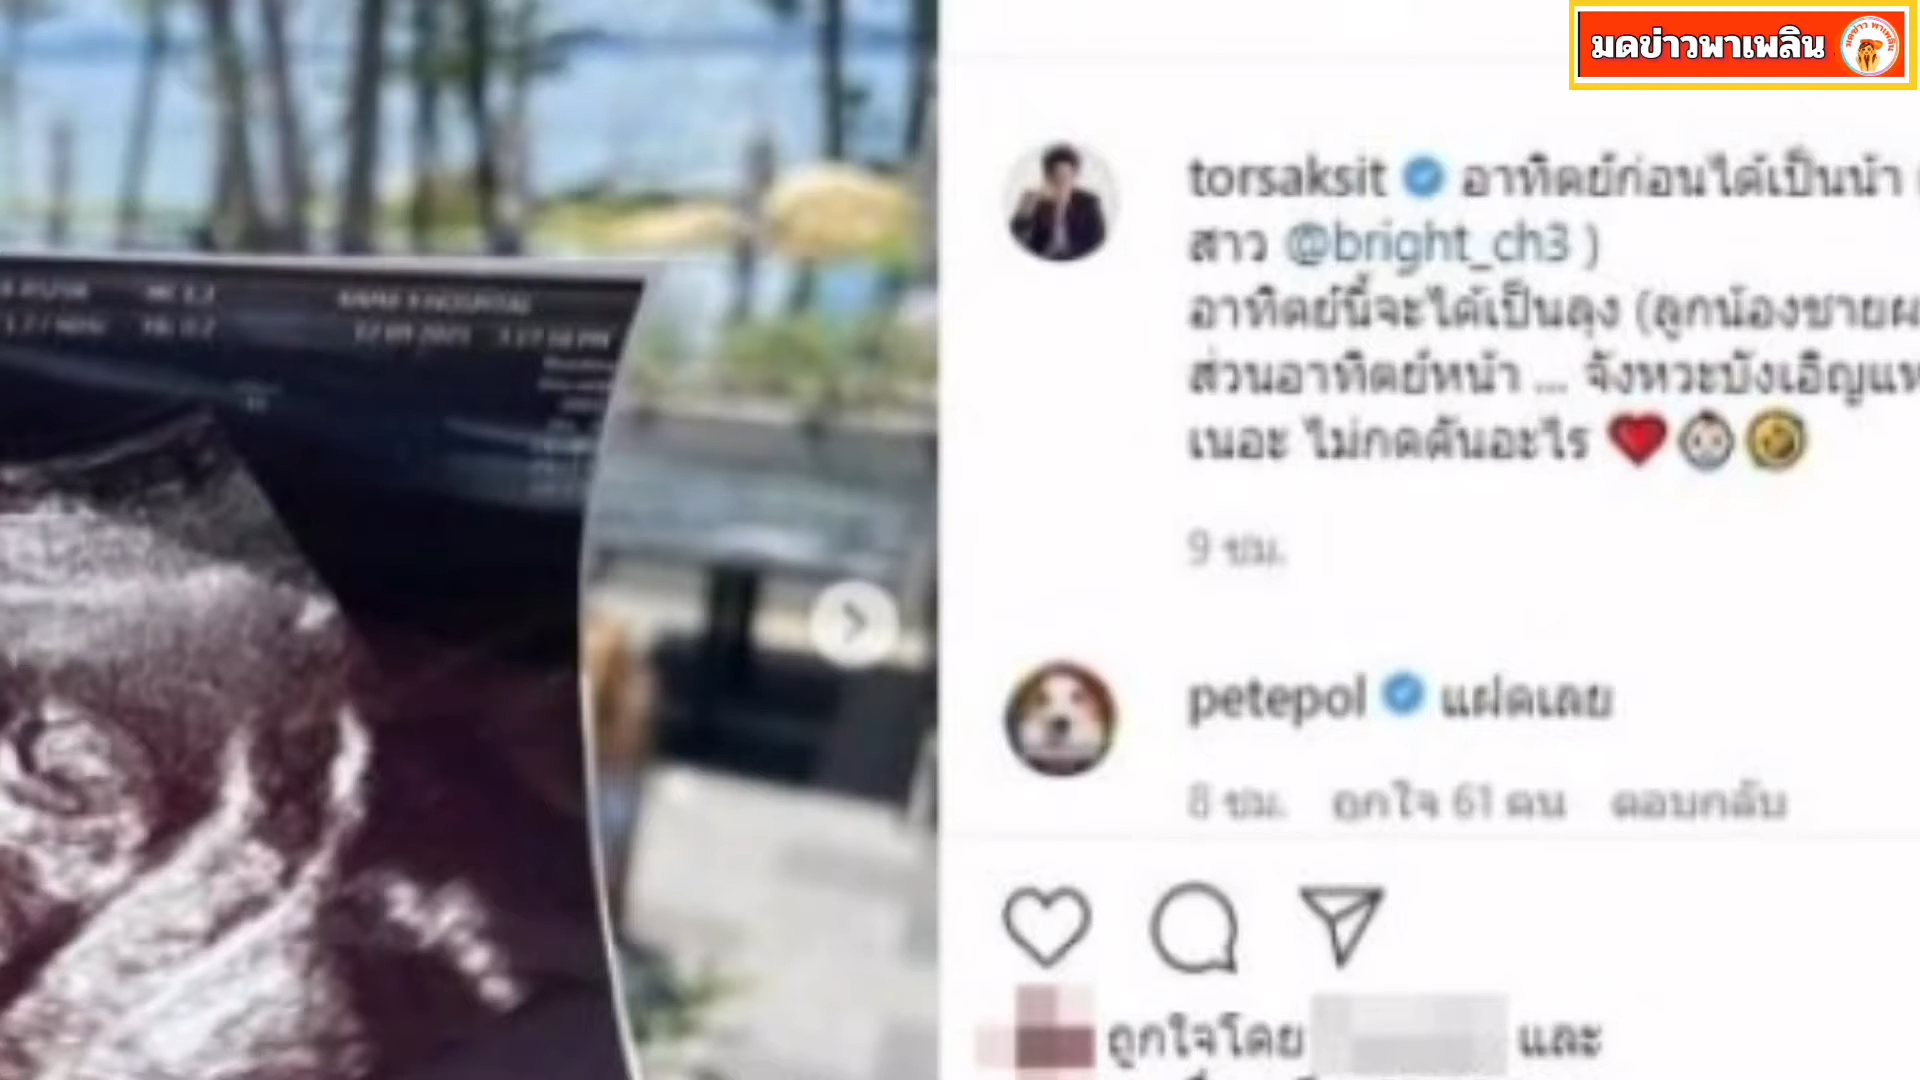 มดข่าวพาเพลิน
torsaksit อาทิตย์ก่อนได้เป็นน้า
สาว @bright_ch3 )
อาทิตย์นี้จะได้เป็นลุง (ลูกน้องชายผ
ส่วนอาทิตย์หน้า ... จังหวะบังเอิญแห
เนอะ ไม่กดดันอะไร
9 ชม.
petepol แฝดเลย
8 ชม. ถูกใจ 61 คน ตอบกลับ
ถูกใจโดย และ